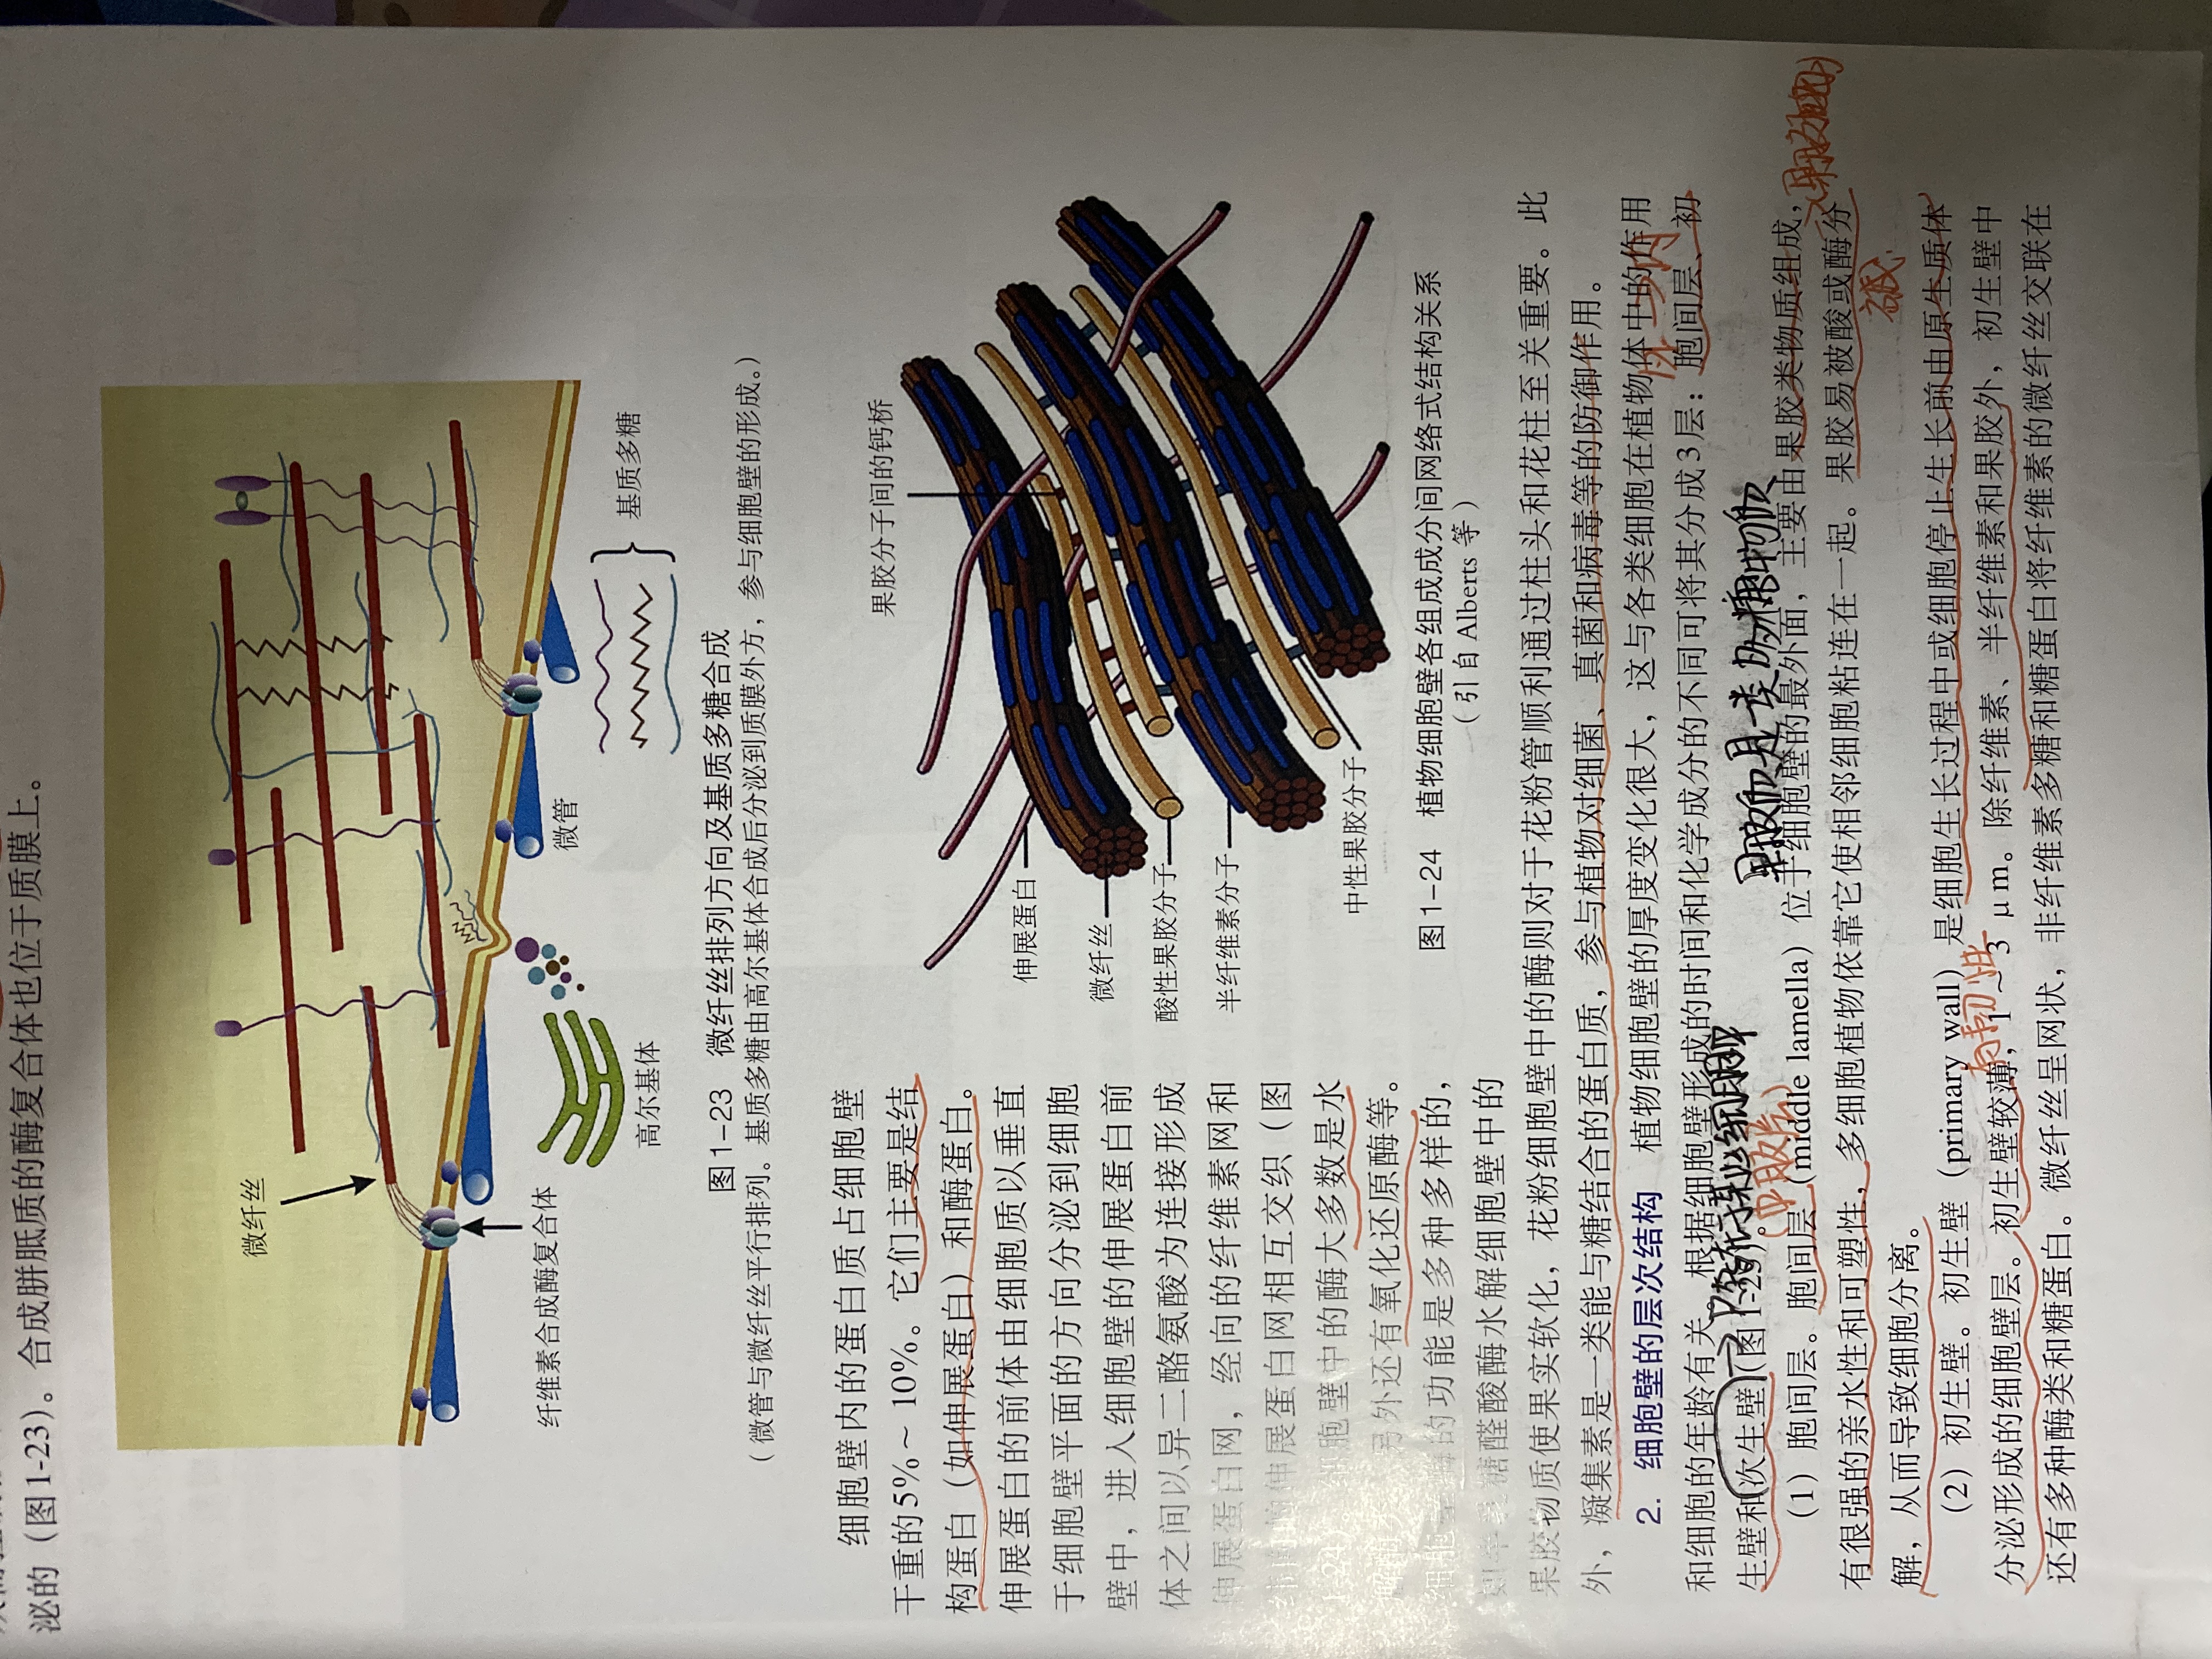 泌的（图1-23）。合成胼胝质的酶复合体也位于质膜上。
微纤丝
纤维素合成酶复合体
高尔基体
微管
基质多糖
图1-23 微纤丝排列方向及基质多糖合成
（微管与微纤丝平行排列。基质多糖由高尔基体合成后分泌到质膜外方，参与细胞壁的形成。）
细胞壁内的蛋白质占细胞壁
干重的5%～10%。它们主要是结
构蛋白（如伸展蛋白）和酶蛋白。
伸展蛋白的前体由细胞质以垂直
于细胞壁平面的方向分泌到细胞
壁中，进入细胞壁的伸展蛋白前
体之间以异二酪氨酸为连接形成
伸展蛋白网，经向的纤维素网和
纬向的伸展蛋白网相互交织（图
1-24）。细胞壁中的酶大多数是水
解酶类，另外还有氧化还原酶等。
细胞壁酶的功能是多种多样的，
如半乳糖醛酸酶水解细胞壁中的
果胶分子间的钙桥
伸展蛋白
微纤丝
酸性果胶分子
半纤维素分子
中性果胶分子
图1-24 植物细胞壁各组成成分间网络式结构关系
（引自 Alberts 等）
果胶物质使果实软化，花粉细胞壁中的酶则对于花粉管顺利通过柱头和花柱至关重要。此
外，凝集素是一类能与糖结合的蛋白质，参与植物对细菌、真菌和病毒等的防御作用。
2. 细胞壁的层次结构 植物细胞壁的厚度变化很大，这与各类细胞在植物体中的作用
和细胞的年龄有关。根据细胞壁形成的时间和化学成分的不同可将其分成3层：胞间层、初
从外→内
生壁和次生壁（图1-25）。
→只存在于某些细胞中
果胶质是一类多糖物质
（中胶层）
（1）胞间层。胞间层（middle lamella）位于细胞壁的最外面，主要由果胶类物质组成，
有很强的亲水性和可塑性，多细胞植物依靠它使相邻细胞粘连在一起。果胶易被酸或酶分
碱
解，从而导致细胞分离。
（2）初生壁。初生壁（primary wall）是细胞生长过程中或细胞停止生长前由原生质体
有韧性
分泌形成的细胞壁层。初生壁较薄，1～3 μm。除纤维素、半纤维素和果胶外，初生壁中
还有多种酶类和糖蛋白。微纤丝呈网状，非纤维素多糖和糖蛋白将纤维素的微纤丝交联在